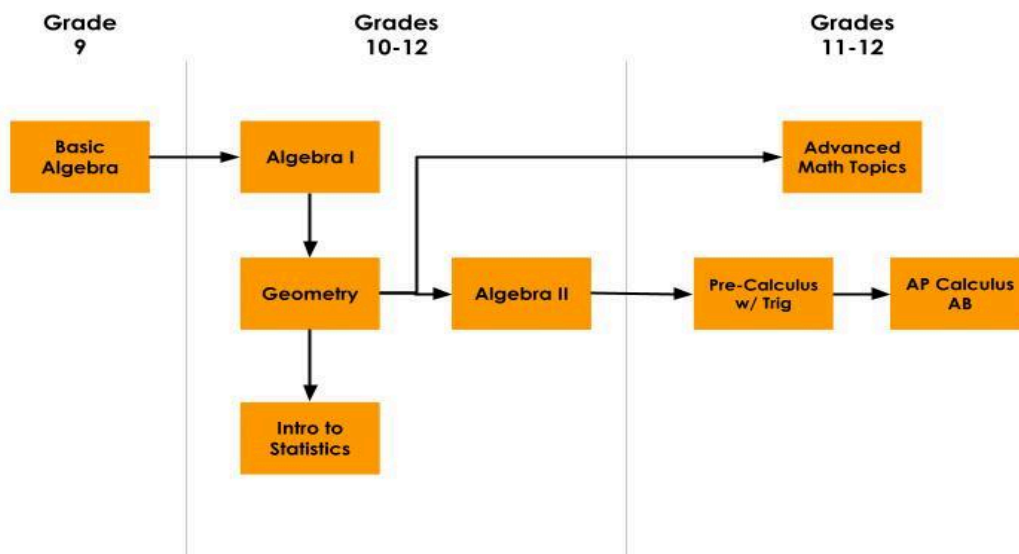 Grade
9
Grades
10-12
Grades
11-12
Basic
Algebra
Algebra I
Advanced
Math Topics
Geometry
Algebra II
Pre-Calculus
w/ Trig
AP Calculus
AB
Intro to
Statistics